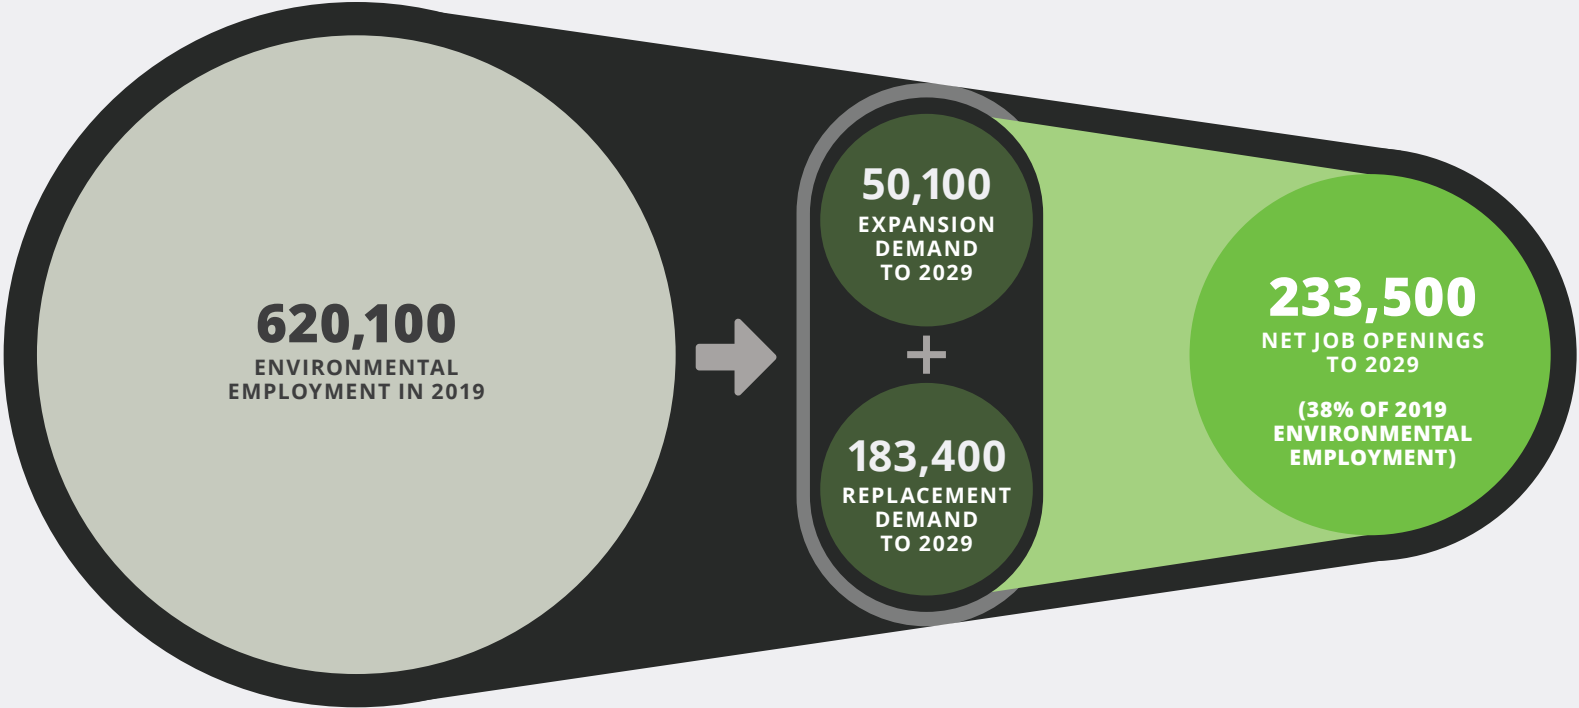 620,100
ENVIRONMENTAL
EMPLOYMENT IN 2019
50,100
EXPANSION
DEMAND
TO 2029
+
183,400
REPLACEMENT
DEMAND
TO 2029
233,500
NET JOB OPENINGS
TO 2029
(38% OF 2019
ENVIRONMENTAL
EMPLOYMENT)